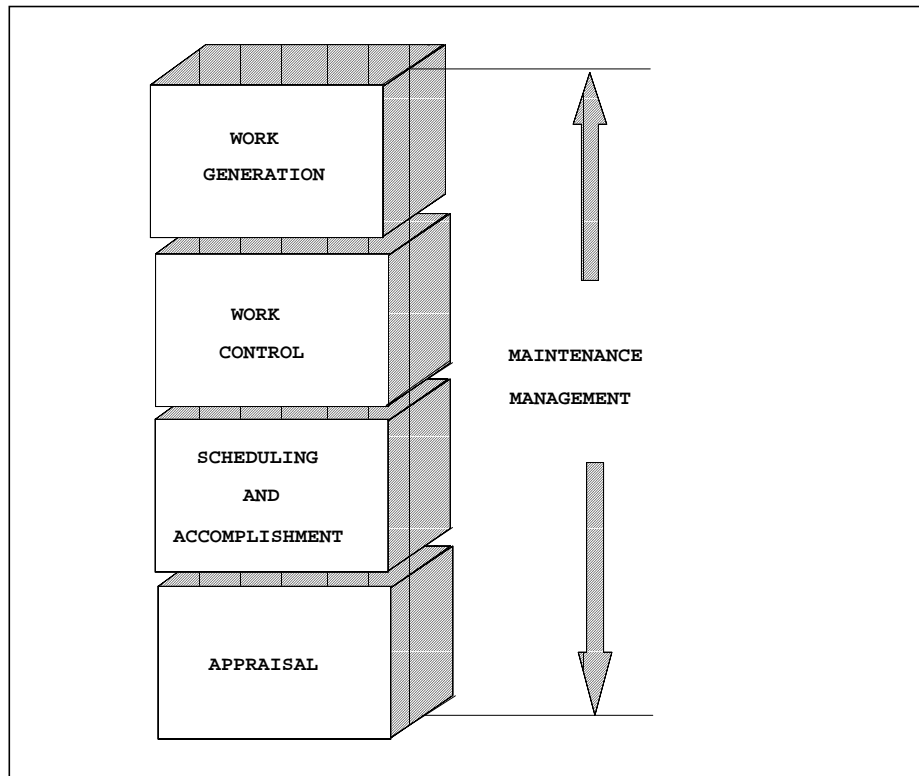 WORK
GENERATION
WORK
CONTROL
SCHEDULING
AND
ACCOMPLISHMENT
APPRAISAL
MAINTENANCE
MANAGEMENT